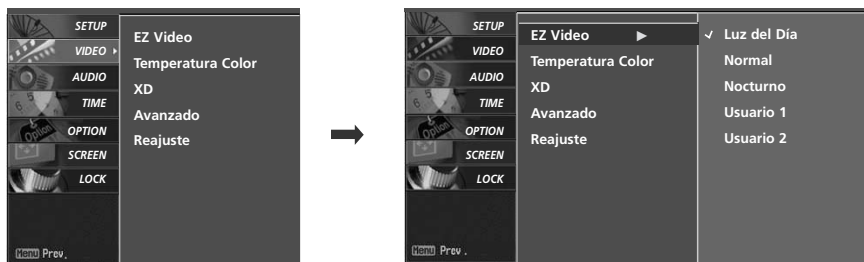 SETUP
VIDEO
AUDIO
TIME
OPTION
SCREEN
LOCK
Menu Prev.
EZ Video
Temperatura Color
XD
Avanzado
Reajuste
SETUP
VIDEO
AUDIO
TIME
OPTION
SCREEN
LOCK
Menu Prev.
EZ Video ►
Temperatura Color
XD
Avanzado
Reajuste
✓ Luz del Día
Normal
Nocturno
Usuario 1
Usuario 2